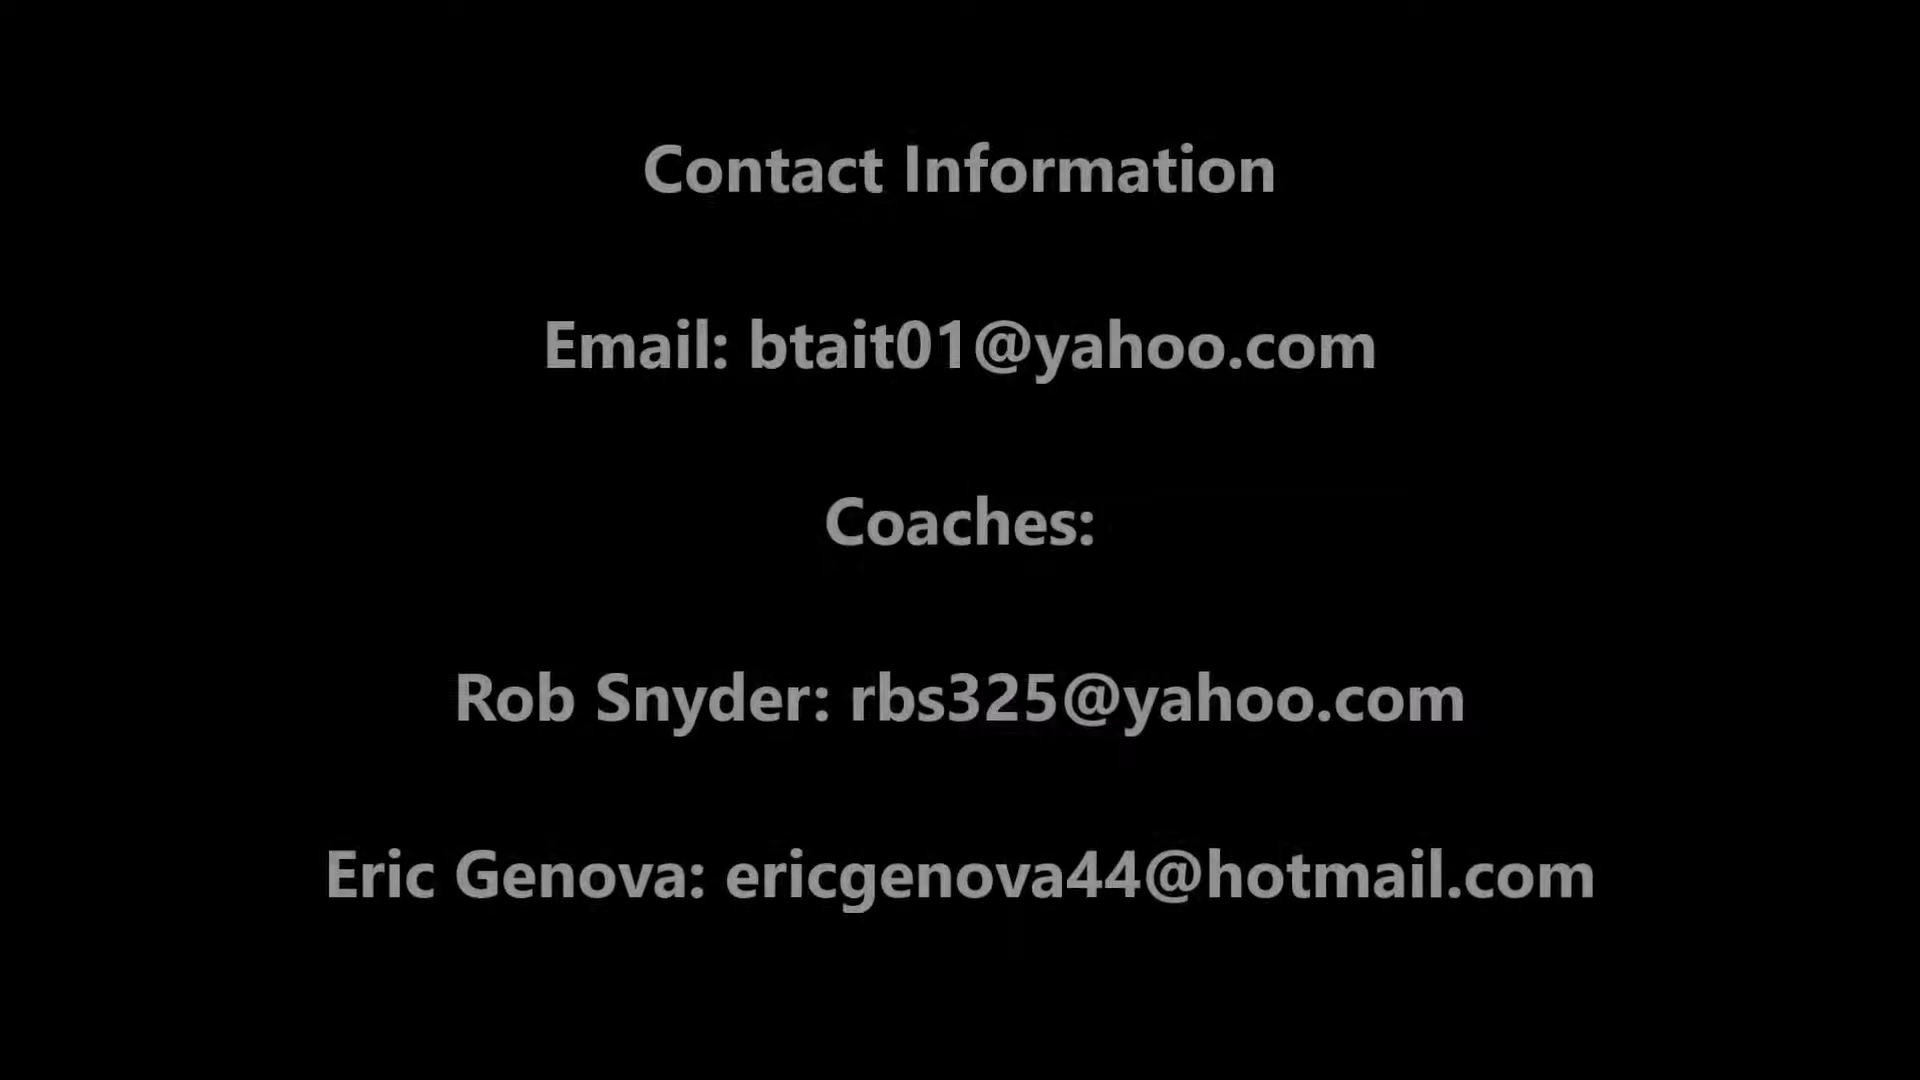 Contact Information
Email: btait01@yahoo.com
Coaches:
Rob Snyder: rbs325@yahoo.com
Eric Genova: ericgenova44@hotmail.com